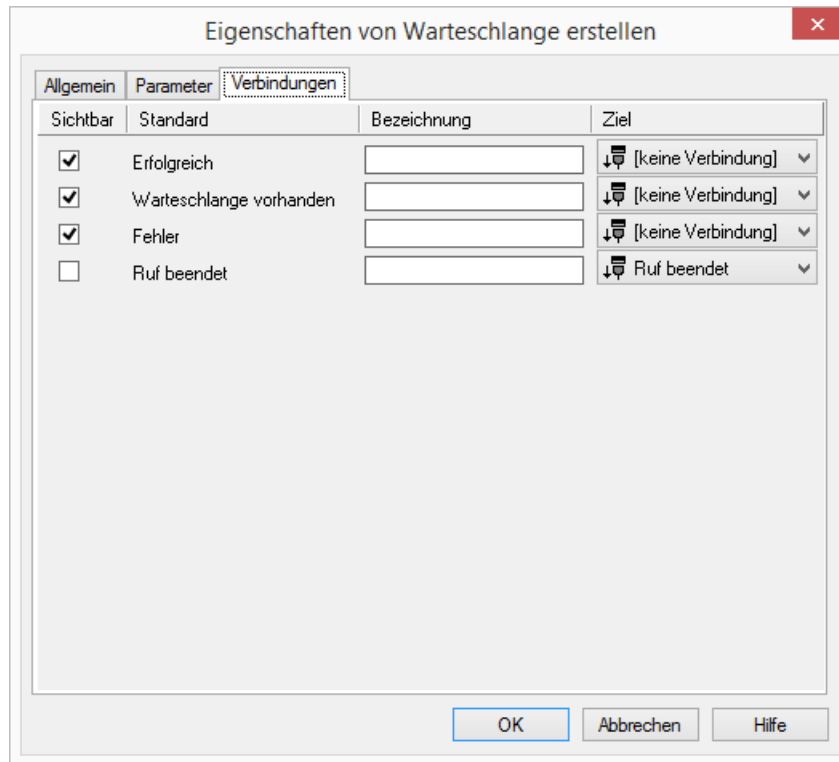 Eigenschaften von Warteschlange erstellen
Allgemein Parameter Verbindungen
Sichtbar Standard Bezeichnung Ziel
Erfolgreich [keine Verbindung]
Warteschlange vorhanden [keine Verbindung]
Fehler [keine Verbindung]
Ruf beendet Ruf beendet
OK Abbrechen Hilfe